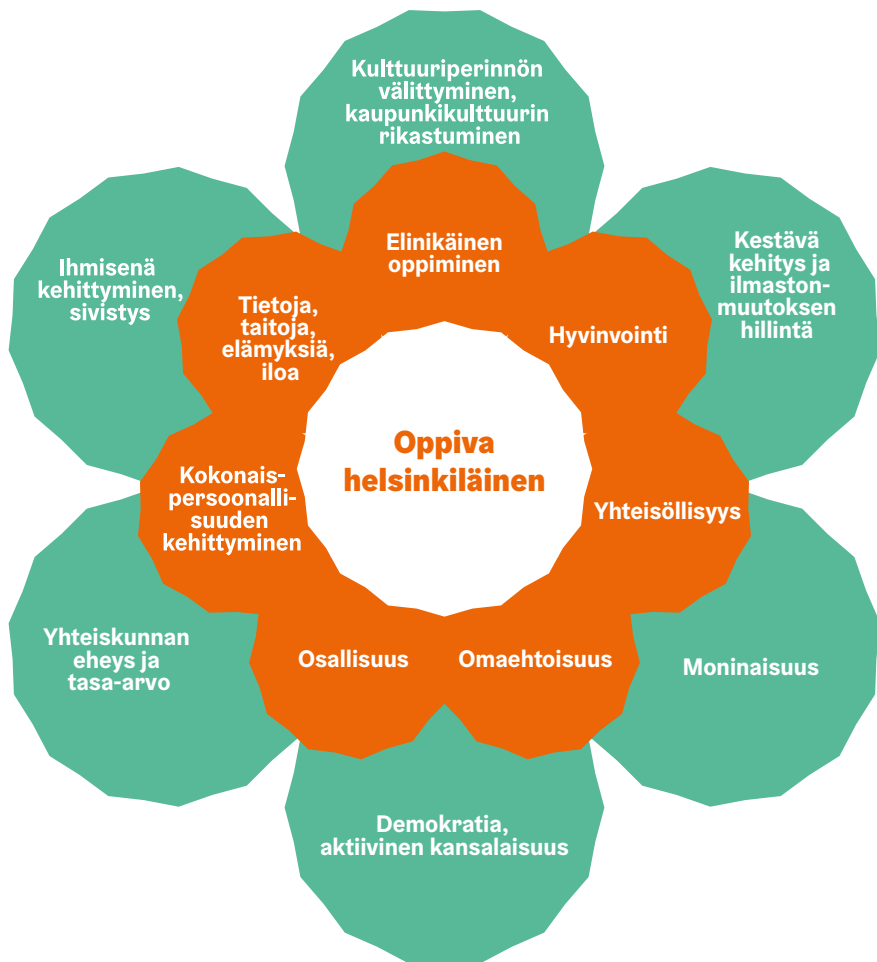 Kulttuuriperinnön
välittyminen,
kaupunkikulttuurin
rikastuminen
Elinikäinen
oppiminen
Kestävä
kehitys ja
ilmaston-
muutoksen
hillintä
Ihmisenä
kehittyminen,
sivistys
Tietoja,
taitoja,
elämyksiä,
iloa
Hyvinvointi
Oppiva
helsinkiläinen
Kokonais-
persoonalli-
suuden
kehittyminen
Yhteisöllisyys
Yhteiskunnan
eheys ja
tasa-arvo
Osallisuus
Omaehtoisuus
Moninaisuus
Demokratia,
aktiivinen kansalaisuus